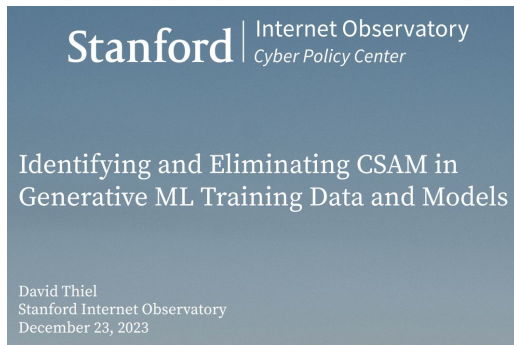 Stanford
Internet Observatory
Cyber Policy Center
Identifying and Eliminating CSAM in
Generative ML Training Data and Models
David Thiel
Stanford Internet Observatory
December 23, 2023